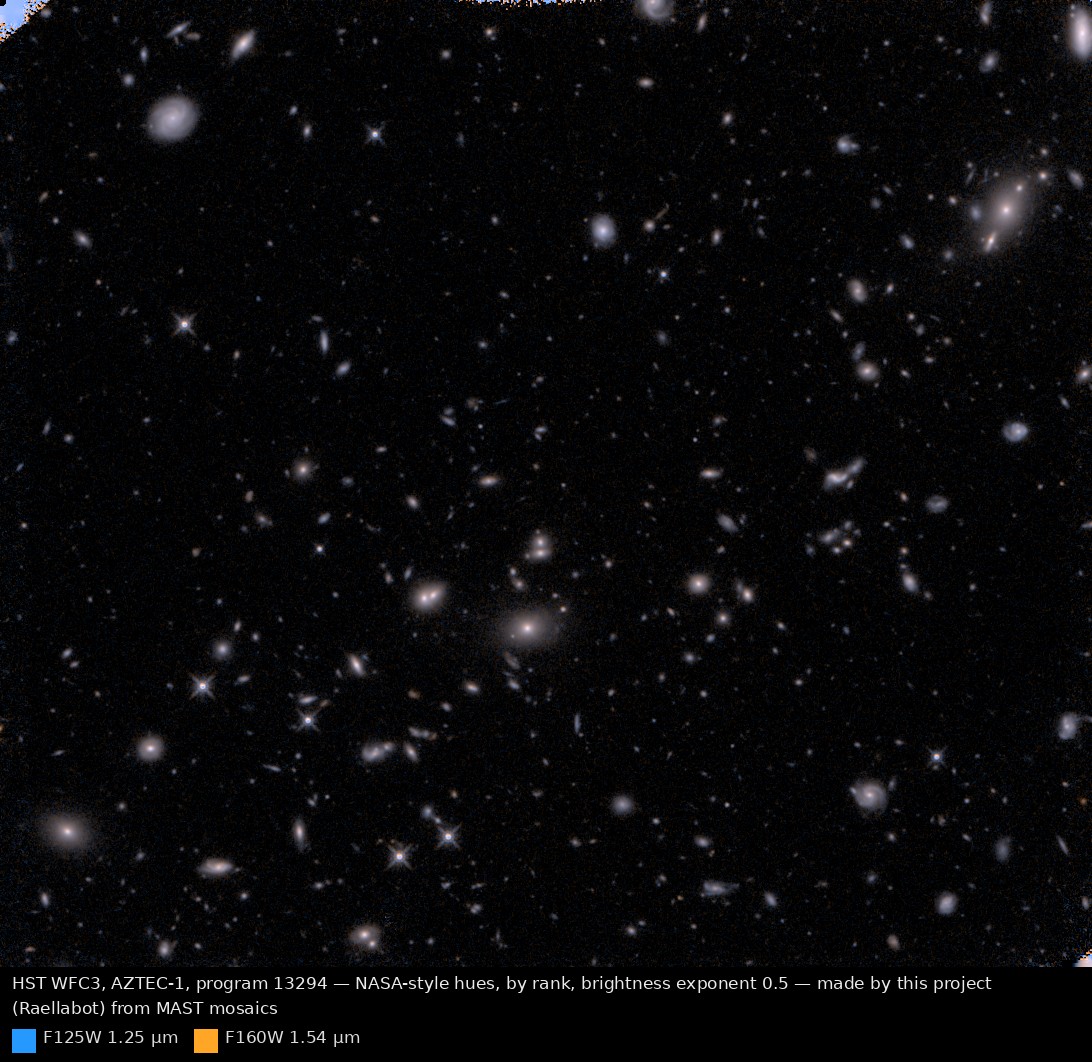 HST WFC3, AZTEC-1, program 13294 — NASA-style hues, by rank, brightness exponent 0.5 — made by this project
(Raellabot) from MAST mosaics
F125W 1.25 µm F160W 1.54 µm